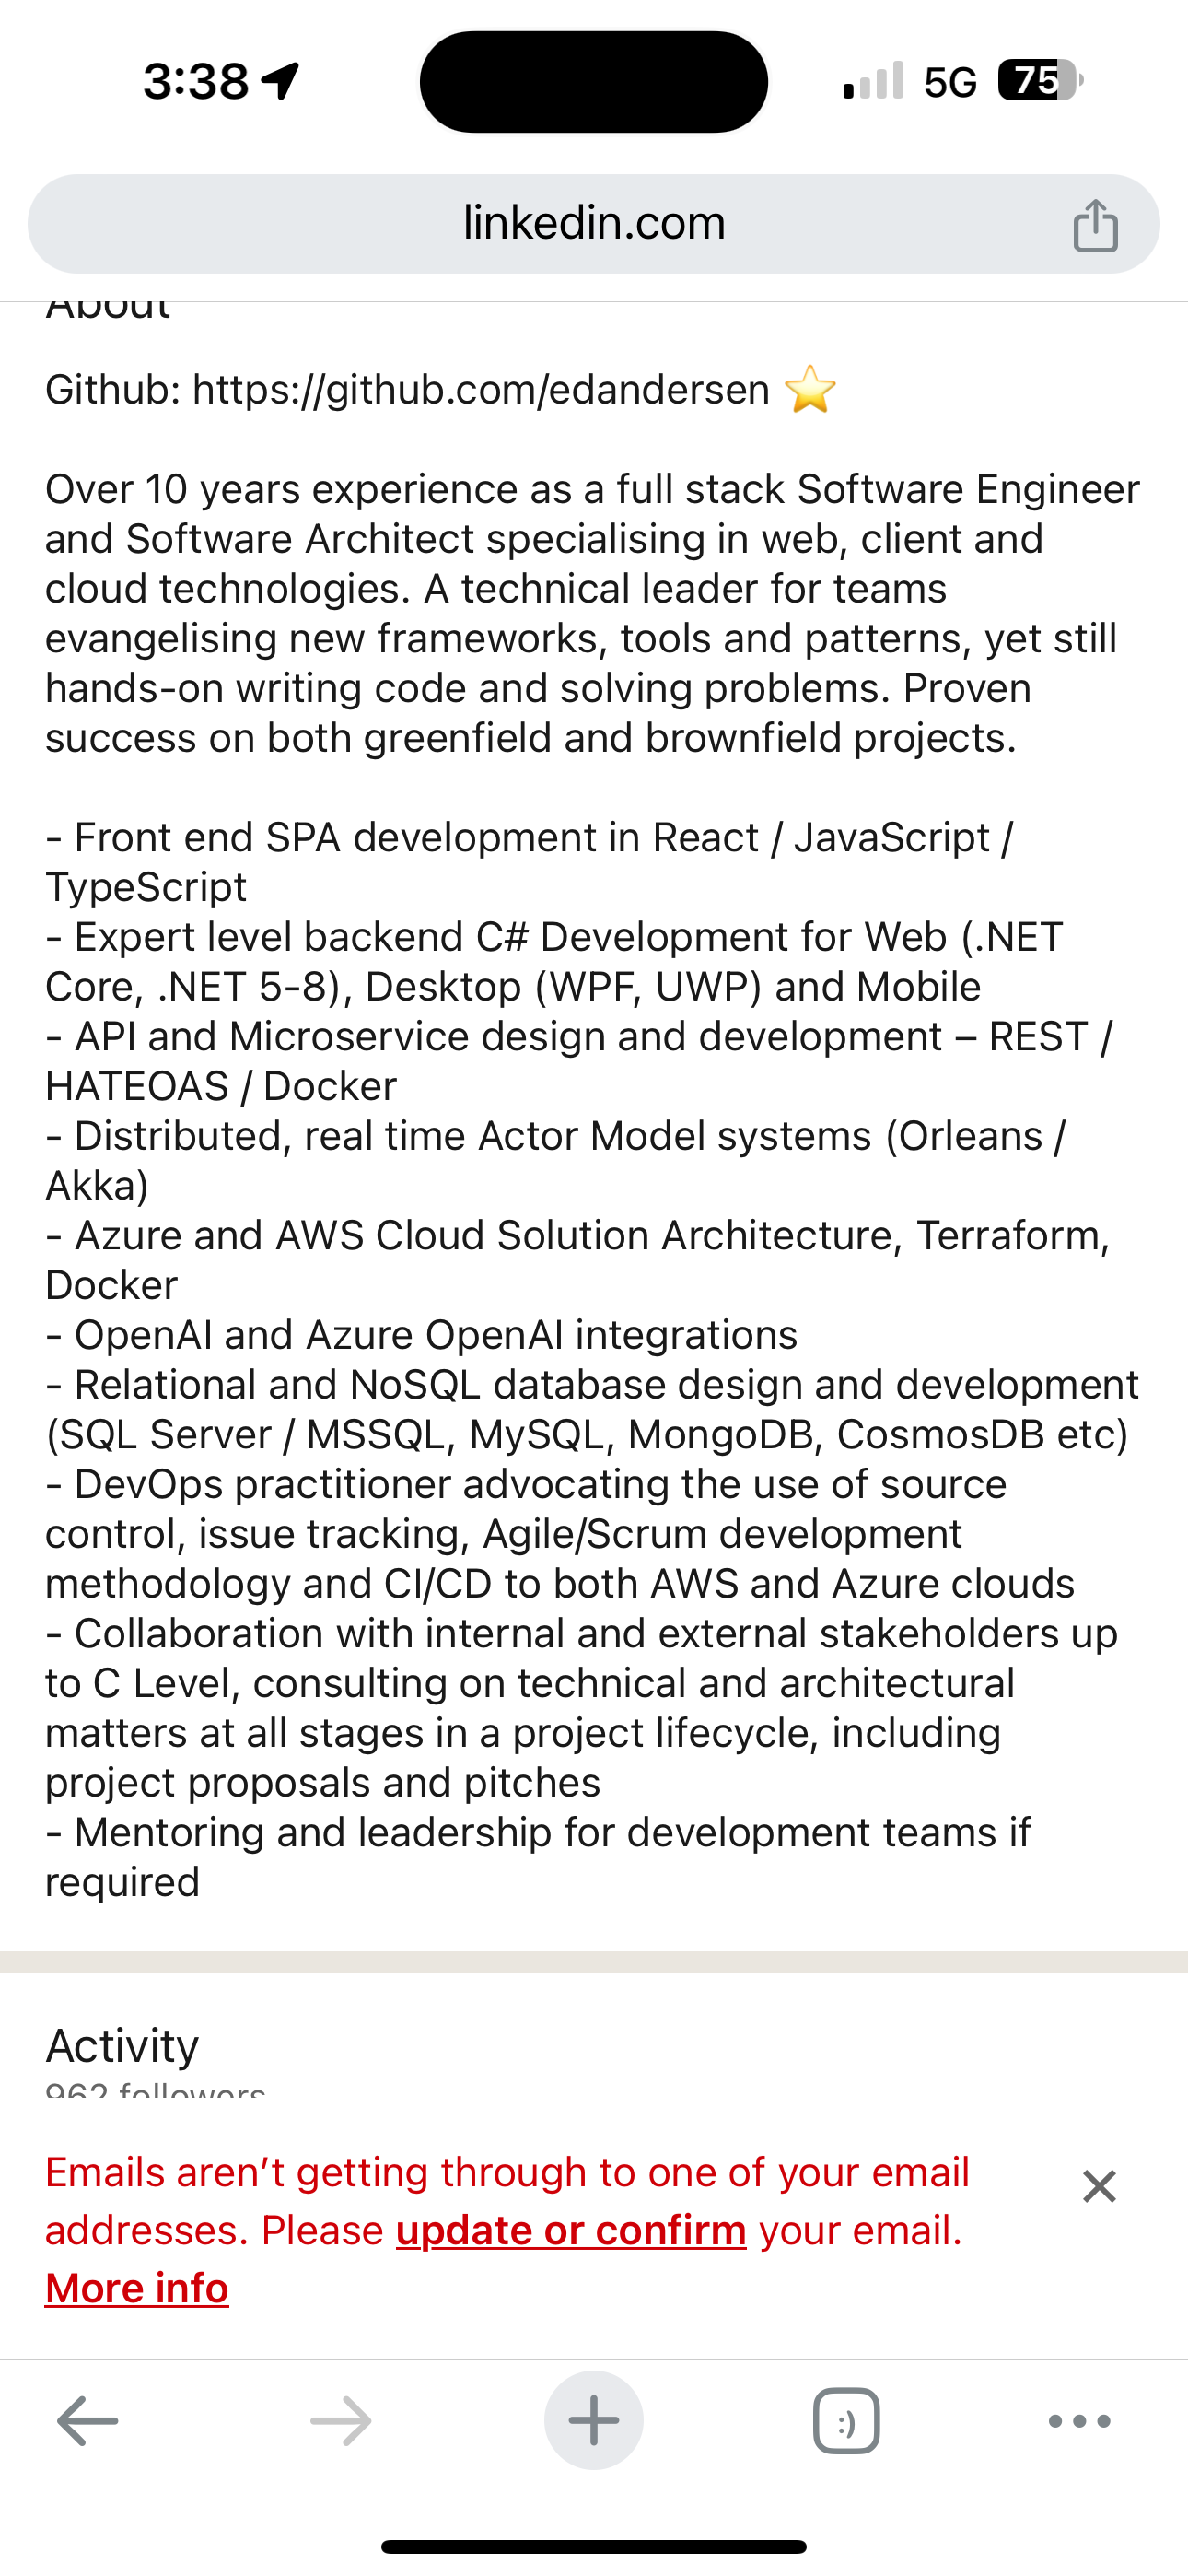 3:38
5G
75
linkedin.com
About
Github: https://github.com/edandersen ⭐
Over 10 years experience as a full stack Software Engineer
and Software Architect specialising in web, client and
cloud technologies. A technical leader for teams
evangelising new frameworks, tools and patterns, yet still
hands-on writing code and solving problems. Proven
success on both greenfield and brownfield projects.
- Front end SPA development in React / JavaScript /
TypeScript
- Expert level backend C# Development for Web (.NET
Core, .NET 5-8), Desktop (WPF, UWP) and Mobile
- API and Microservice design and development – REST /
HATEOAS / Docker
- Distributed, real time Actor Model systems (Orleans /
Akka)
- Azure and AWS Cloud Solution Architecture, Terraform,
Docker
- OpenAI and Azure OpenAI integrations
- Relational and NoSQL database design and development
(SQL Server / MSSQL, MySQL, MongoDB, CosmosDB etc)
- DevOps practitioner advocating the use of source
control, issue tracking, Agile/Scrum development
methodology and CI/CD to both AWS and Azure clouds
- Collaboration with internal and external stakeholders up
to C Level, consulting on technical and architectural
matters at all stages in a project lifecycle, including
project proposals and pitches
- Mentoring and leadership for development teams if
required
Activity
962 followers
Emails aren't getting through to one of your email
addresses. Please update or confirm your email.
More info
:)